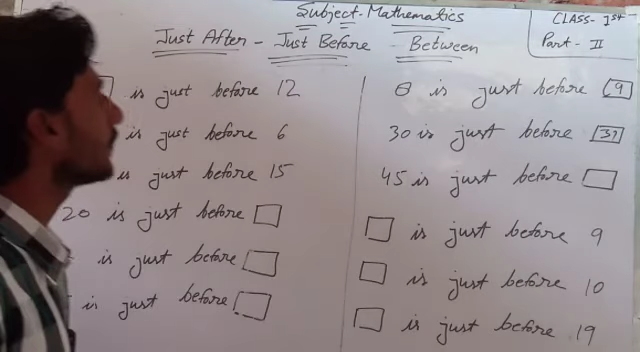 Subject-Mathematics
CLASS- 1st
Part - II
Just After - Just Before - Between
is just before 12
is just before 6
is just before 15
20 is just before
is just before
is just before
8 is just before 9
30 is just before 31
45 is just before
is just before 9
is just before 10
is just before 19